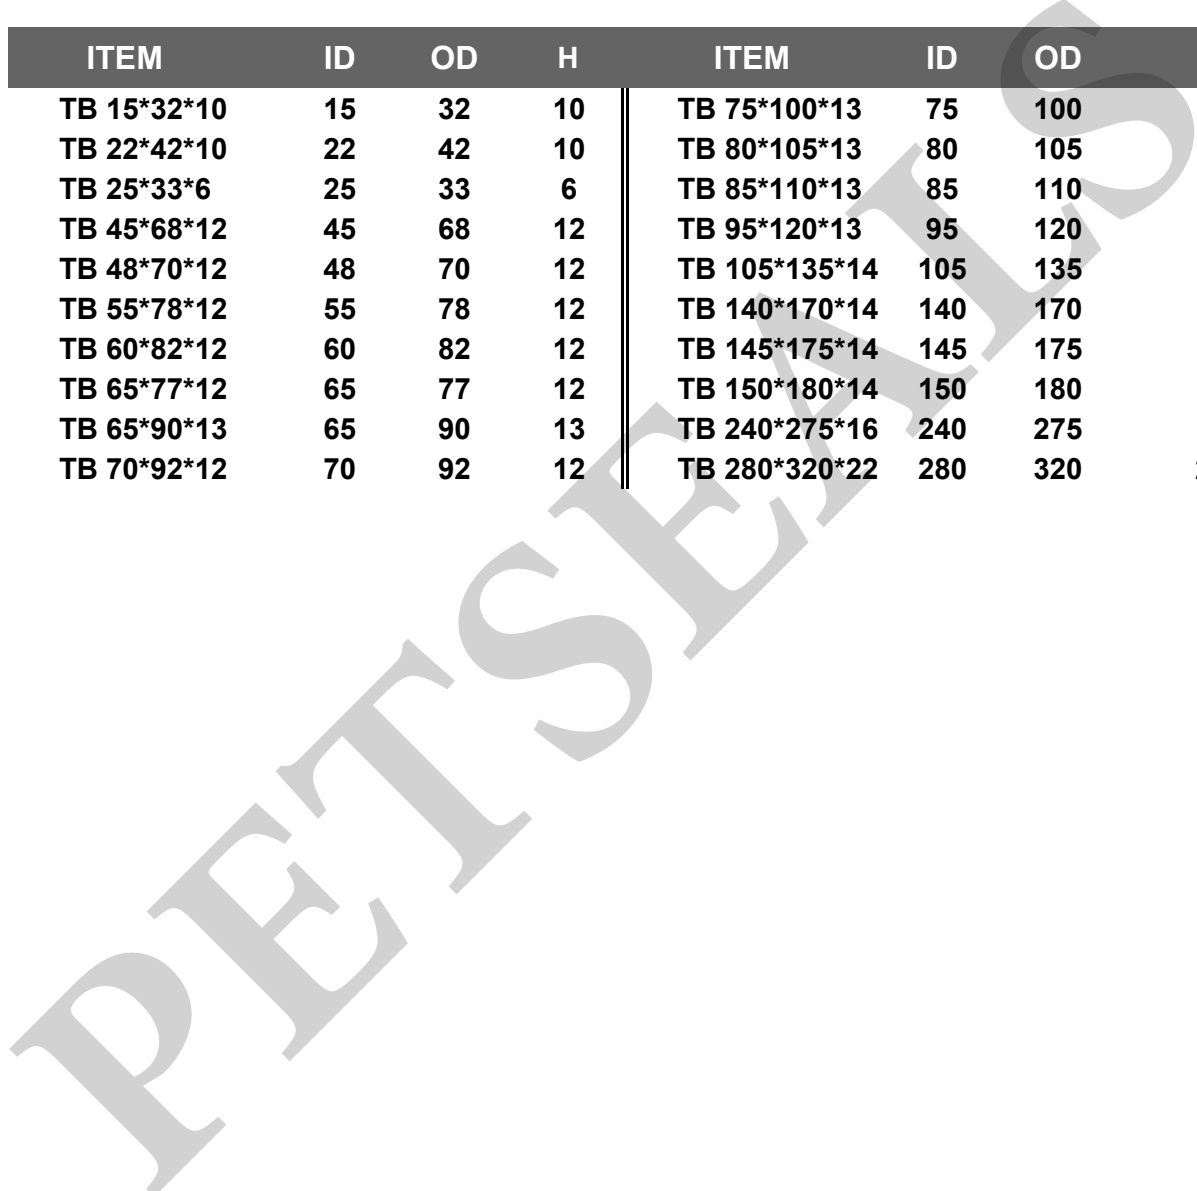 ITEM ID OD H ITEM ID OD
TB 15*32*10 15 32 10 TB 75*100*13 75 100
TB 22*42*10 22 42 10 TB 80*105*13 80 105
TB 25*33*6 25 33 6 TB 85*110*13 85 110
TB 45*68*12 45 68 12 TB 95*120*13 95 120
TB 48*70*12 48 70 12 TB 105*135*14 105 135
TB 55*78*12 55 78 12 TB 140*170*14 140 170
TB 60*82*12 60 82 12 TB 145*175*14 145 175
TB 65*77*12 65 77 12 TB 150*180*14 150 180
TB 65*90*13 65 90 13 TB 240*275*16 240 275
TB 70*92*12 70 92 12 TB 280*320*22 280 320
PETSEALS